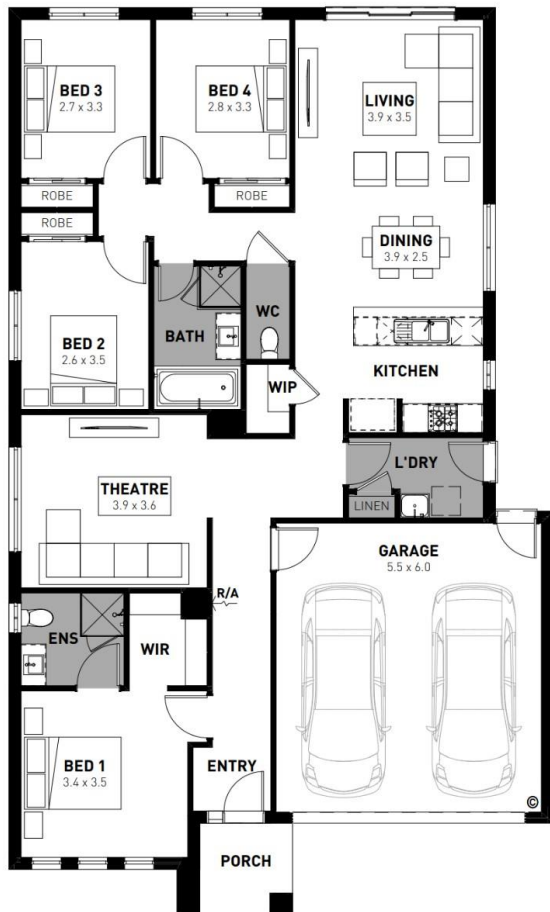 BED 3
2.7 x 3.3
BED 4
2.8 x 3.3
LIVING
3.9 x 3.5
ROBE
ROBE
ROBE
DINING
3.9 x 2.5
WC
BATH
BED 2
2.6 x 3.5
KITCHEN
WIP
L'DRY
THEATRE
3.9 x 3.6
LINEN
GARAGE
5.5 x 6.0
R/A
ENS
WIR
BED 1
3.4 x 3.5
ENTRY
©
PORCH